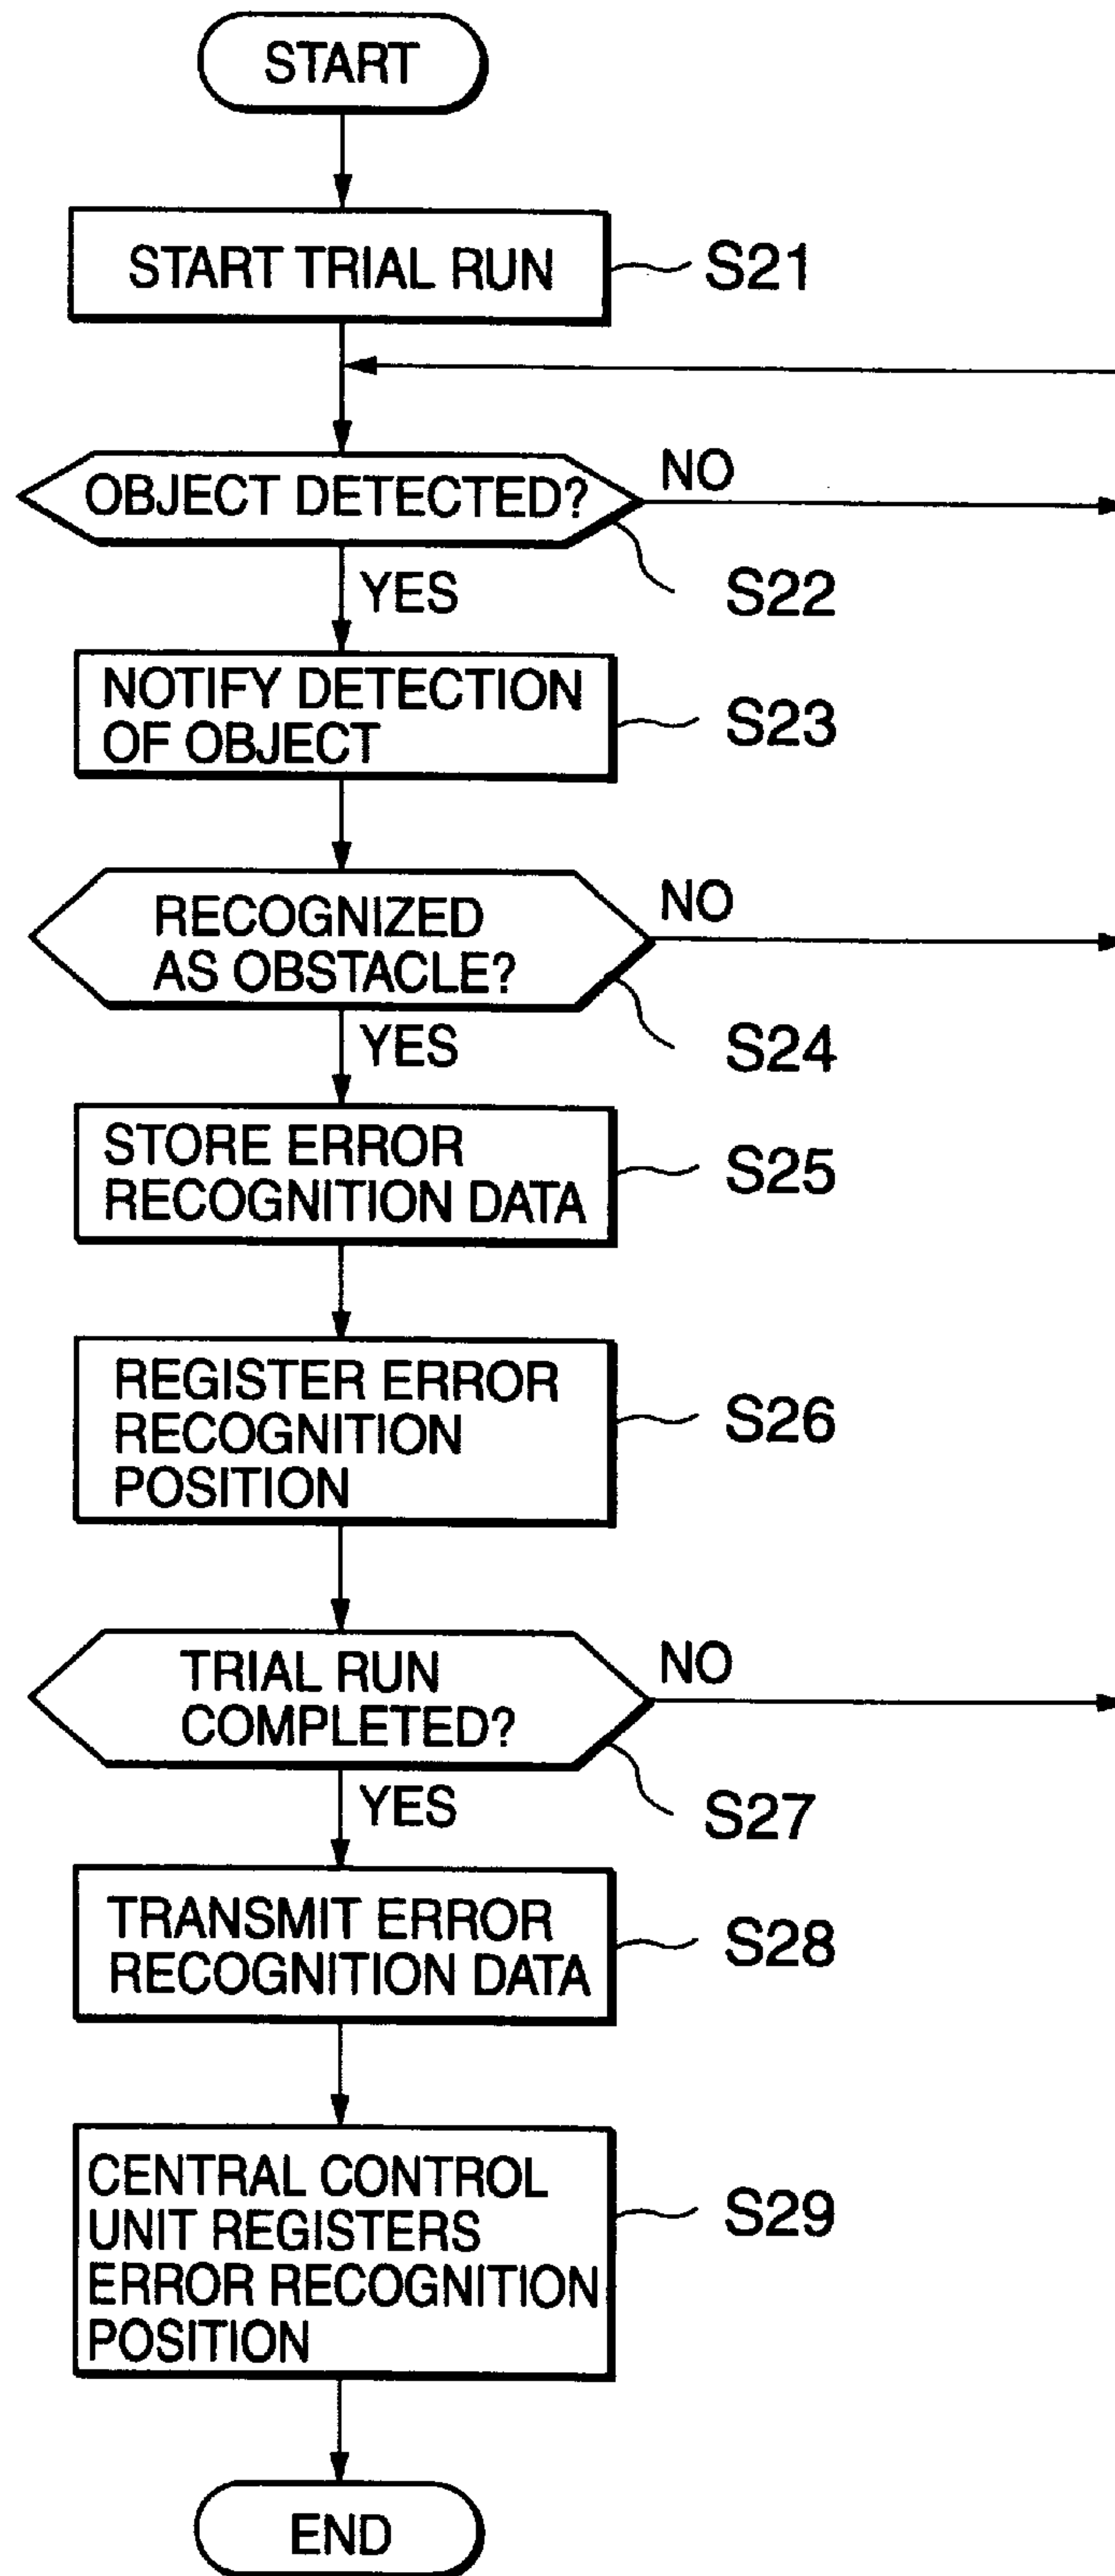 START
START TRIAL RUN
S21
OBJECT DETECTED?
NO
S22
YES
NOTIFY DETECTION
OF OBJECT
S23
RECOGNIZED
AS OBSTACLE?
NO
S24
YES
STORE ERROR
RECOGNITION DATA
S25
REGISTER ERROR
RECOGNITION
POSITION
S26
TRIAL RUN
COMPLETED?
NO
S27
YES
TRANSMIT ERROR
RECOGNITION DATA
S28
CENTRAL CONTROL
UNIT REGISTERS
ERROR RECOGNITION
POSITION
S29
END